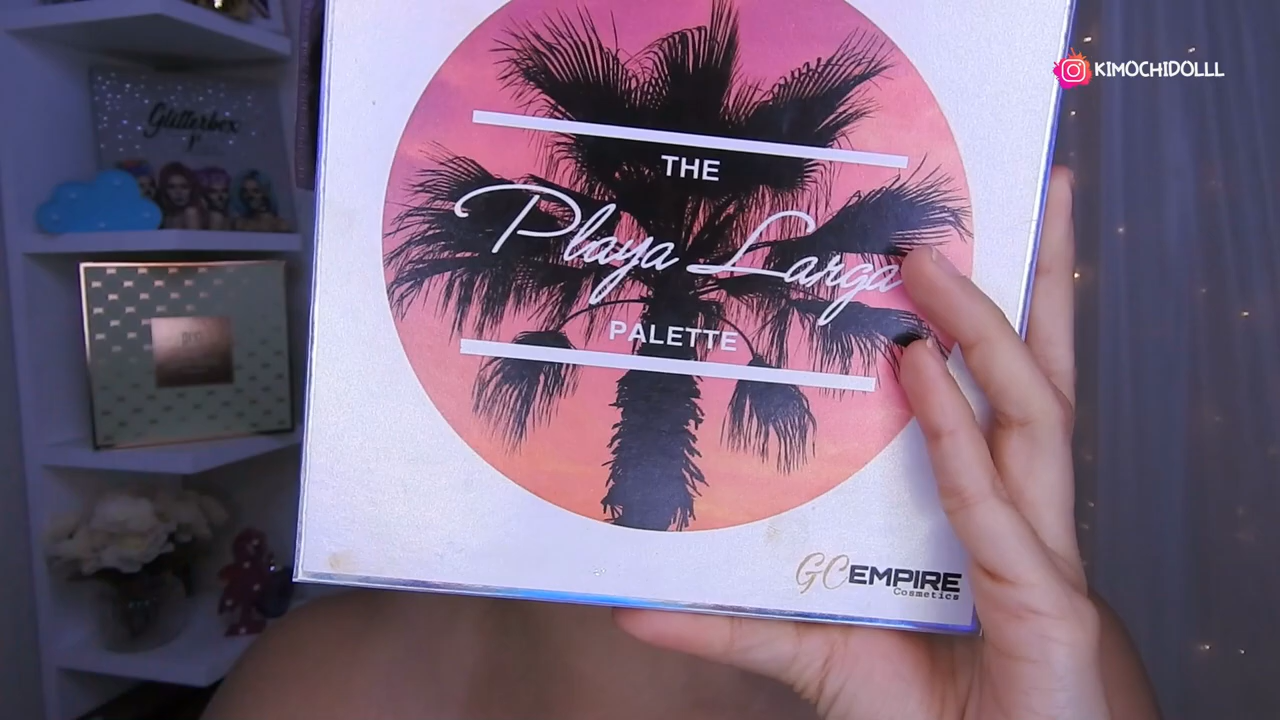 KIMOCHIDOLLL
Glitterbox
THE
Playa Larga
PALETTE
GC EMPIRE
Cosmetics